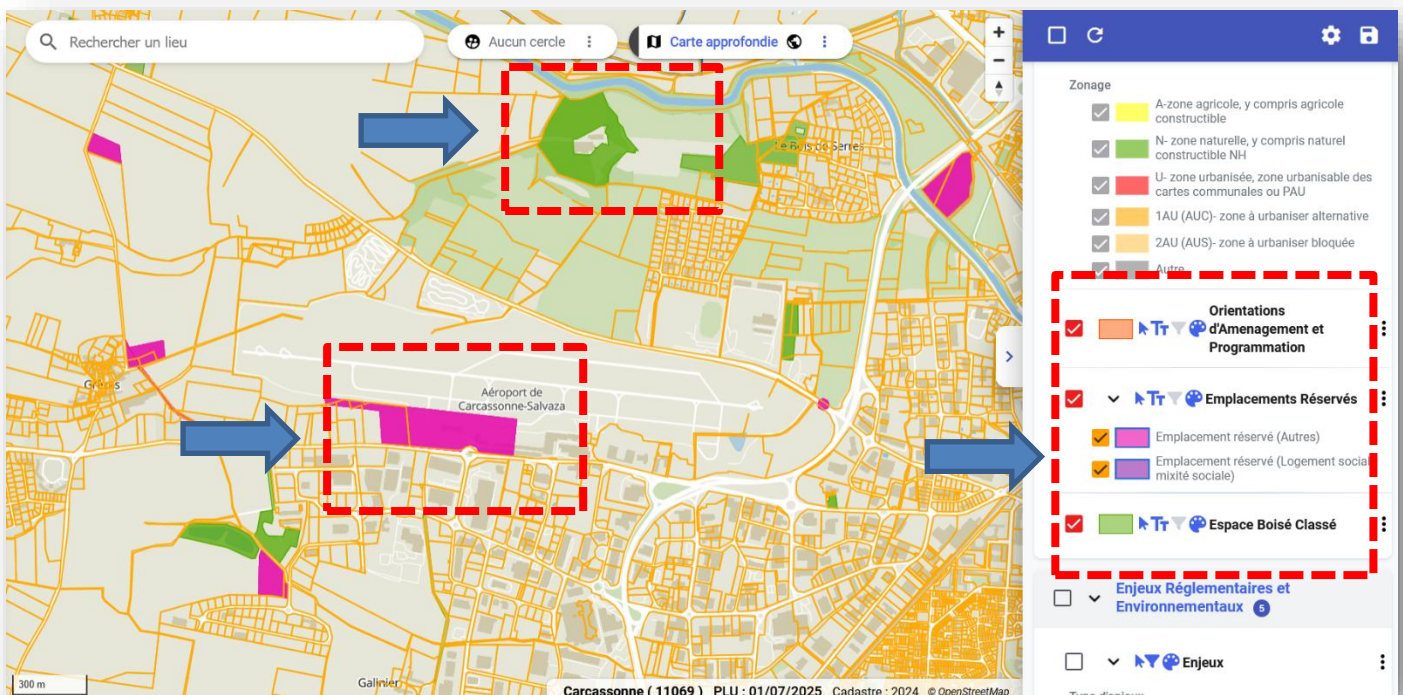 Rechercher un lieu
Aucun cercle
Carte approfondie
+
−
Le Bois de Serres
Aéroport de
Carcassonne-Salvaza
Grèzes
Galinier
300 m
Carcassonne ( 11069 ) PLU : 01/07/2025 Cadastre : 2024 © OpenStreetMap
Zonage
A-zone agricole, y compris agricole
constructible
N- zone naturelle, y compris naturel
constructible NH
U- zone urbanisée, zone urbanisable des
cartes communales ou PAU
1AU (AUC)- zone à urbaniser alternative
2AU (AUS)- zone à urbaniser bloquée
Autre
Orientations
d'Amenagement et
Programmation
Emplacements Réservés
Emplacement réservé (Autres)
Emplacement réservé (Logement social
mixité sociale)
Espace Boisé Classé
Enjeux Réglementaires et
Environnementaux 5
Enjeux
Type d'enjeux